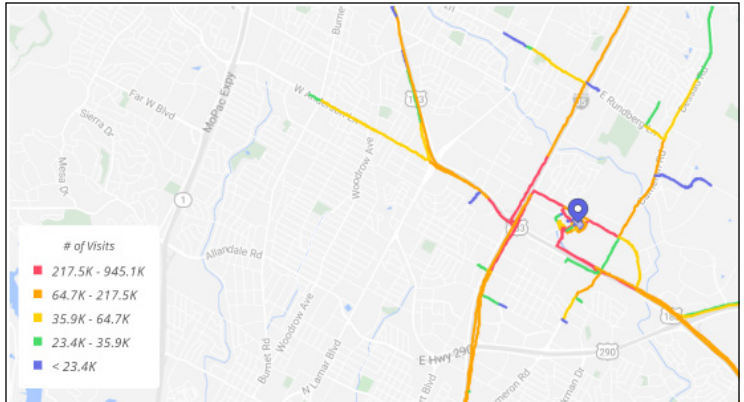 Burnet
183
W Anderson Ln
E Rundberg Ln
Dessau Rd
Far W Blvd
MoPac Expy
Sierra Dr
Mesa Dr
Woodrow Ave
1
Allandale Rd
# of Visits
217.5K - 945.1K
64.7K - 217.5K
35.9K - 64.7K
23.4K - 35.9K
< 23.4K
Woodrow Ave
Burnet Rd
N Lamar Blvd
E Hwy 290
290